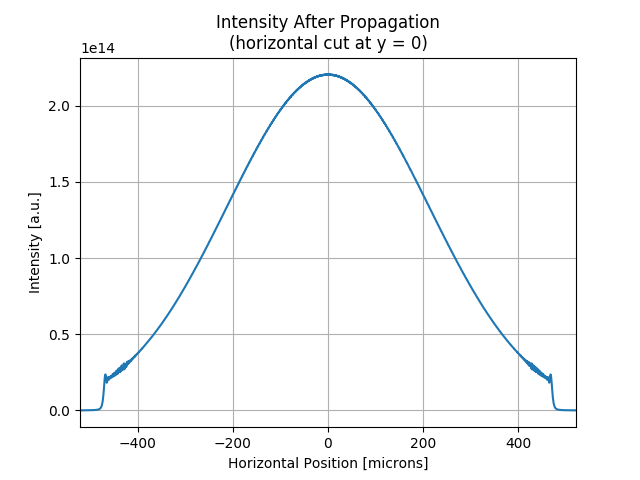 Intensity After Propagation
(horizontal cut at y = 0)
1e14
2.0
1.5
1.0
0.5
0.0
Intensity [a.u.]
−400
−200
0
200
400
Horizontal Position [microns]